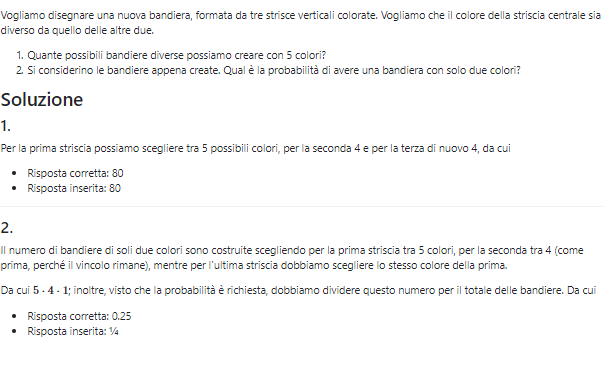 Vogliamo disegnare una nuova bandiera, formata da tre strisce verticali colorate. Vogliamo che il colore della striscia centrale sia
diverso da quello delle altre due.
1. Quante possibili bandiere diverse possiamo creare con 5 colori?
2. Si considerino le bandiere appena create. Qual è la probabilità di avere una bandiera con solo due colori?
Soluzione
1.
Per la prima striscia possiamo scegliere tra 5 possibili colori, per la seconda 4 e per la terza di nuovo 4, da cui
• Risposta corretta: 80
• Risposta inserita: 80
2.
Il numero di bandiere di soli due colori sono costruite scegliendo per la prima striscia tra 5 colori, per la seconda tra 4 (come
prima, perché il vincolo rimane), mentre per l'ultima striscia dobbiamo scegliere lo stesso colore della prima.
Da cui 5 · 4 · 1; inoltre, visto che la probabilità è richiesta, dobbiamo dividere questo numero per il totale delle bandiere. Da cui
• Risposta corretta: 0.25
• Risposta inserita: ¼